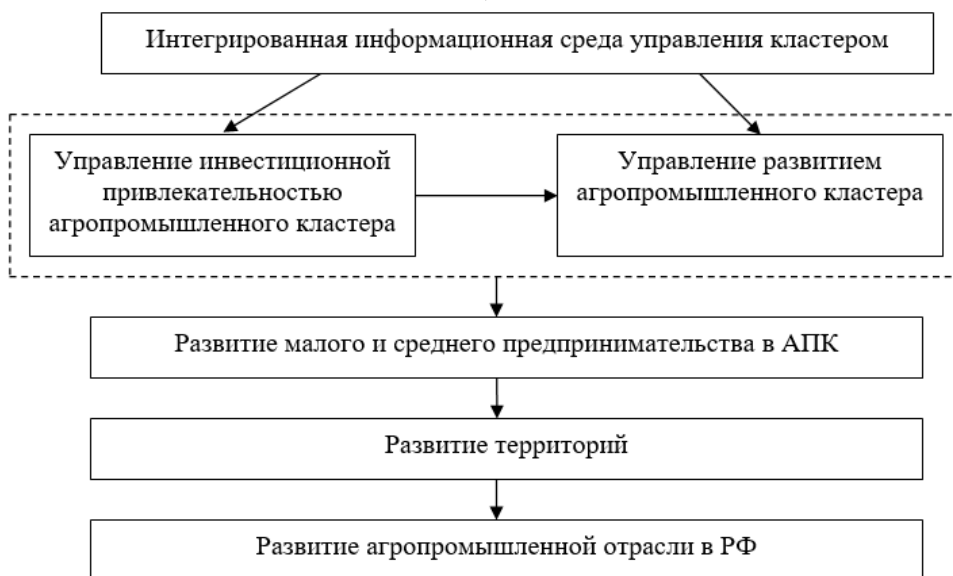 Интегрированная информационная среда управления кластером
Управление инвестиционной
привлекательностью
агропромышленного кластера
Управление развитием
агропромышленного кластера
Развитие малого и среднего предпринимательства в АПК
Развитие территорий
Развитие агропромышленной отрасли в РФ